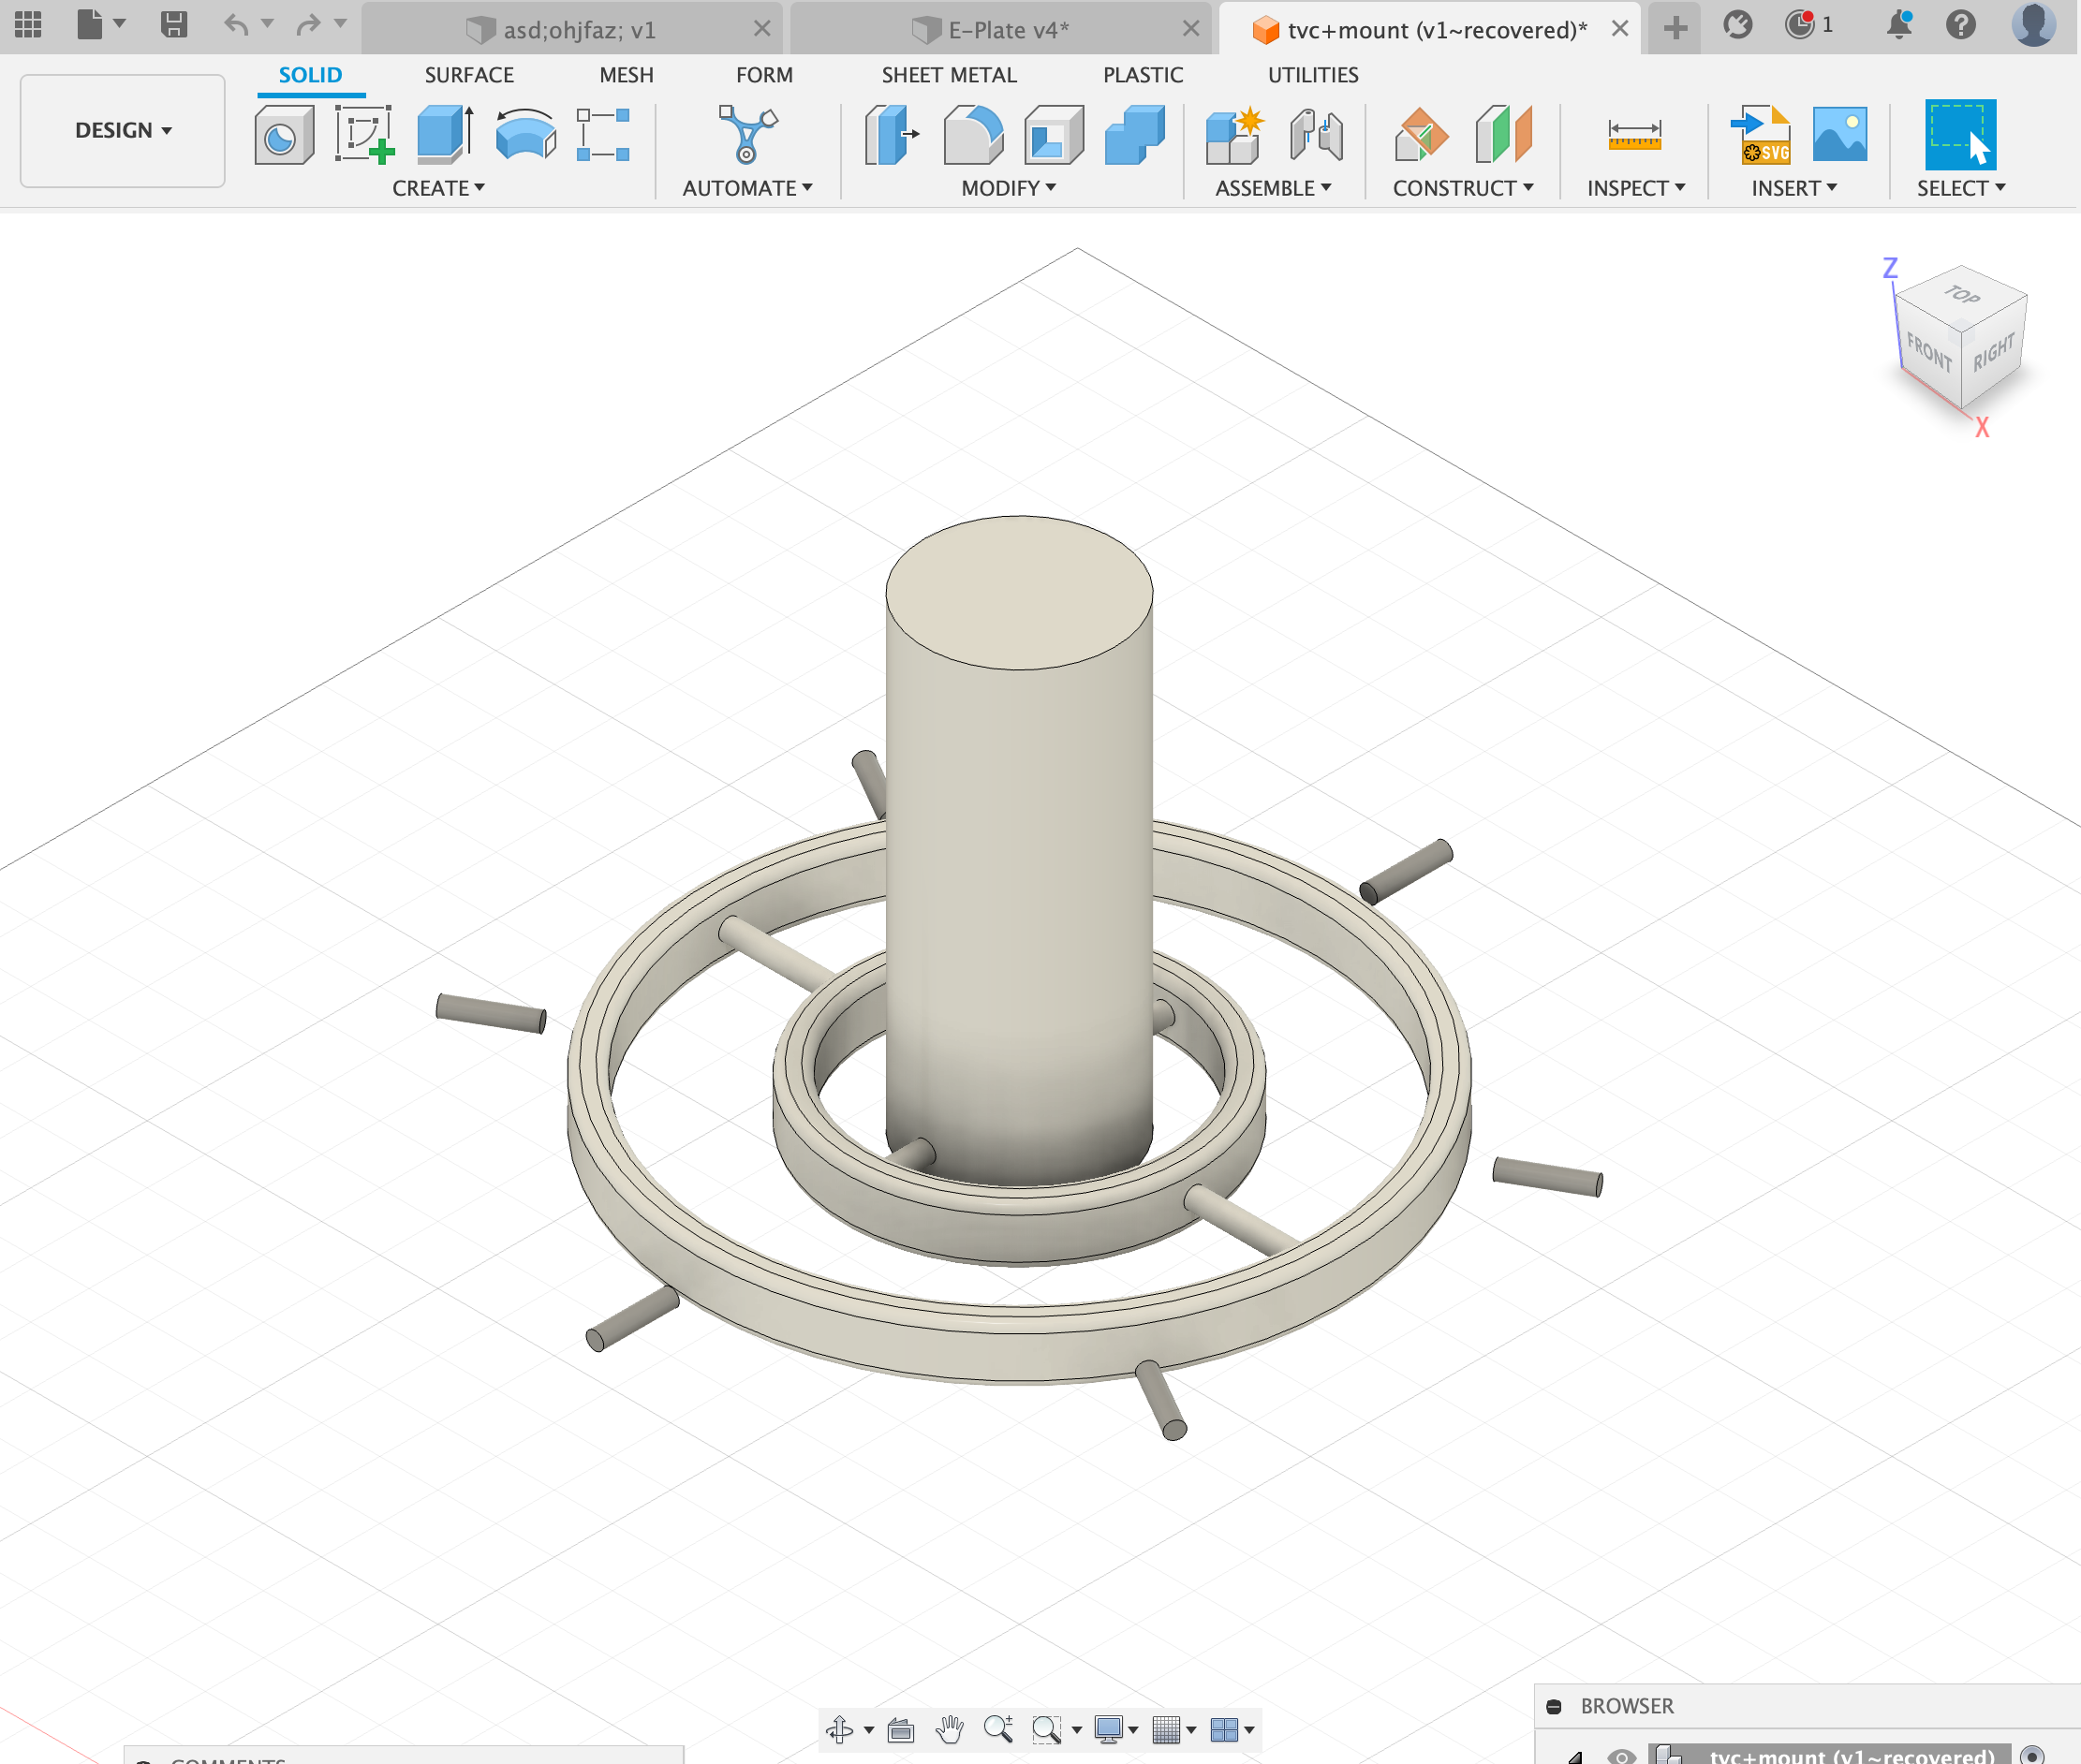 asd;ohjfaz; v1
E-Plate v4*
tvc+mount (v1~recovered)*
1
DESIGN
SOLID
SURFACE
MESH
FORM
SHEET METAL
PLASTIC
UTILITIES
SVG
CREATE
AUTOMATE
MODIFY
ASSEMBLE
CONSTRUCT
INSPECT
INSERT
SELECT
Z
TOP
FRONT
RIGHT
X
BROWSER
COMMENTS
tvc+mount (v1~recovered)